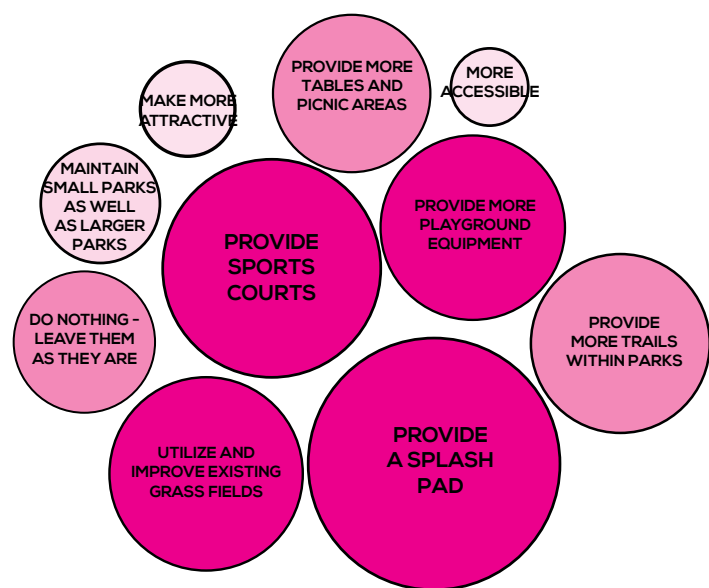 PROVIDE MORE
TABLES AND
PICNIC AREAS
MORE
ACCESSIBLE
MAKE MORE
ATTRACTIVE
MAINTAIN
SMALL PARKS
AS WELL
AS LARGER
PARKS
PROVIDE
SPORTS
COURTS
PROVIDE MORE
PLAYGROUND
EQUIPMENT
DO NOTHING -
LEAVE THEM
AS THEY ARE
PROVIDE
MORE TRAILS
WITHIN PARKS
UTILIZE AND
IMPROVE EXISTING
GRASS FIELDS
PROVIDE
A SPLASH
PAD